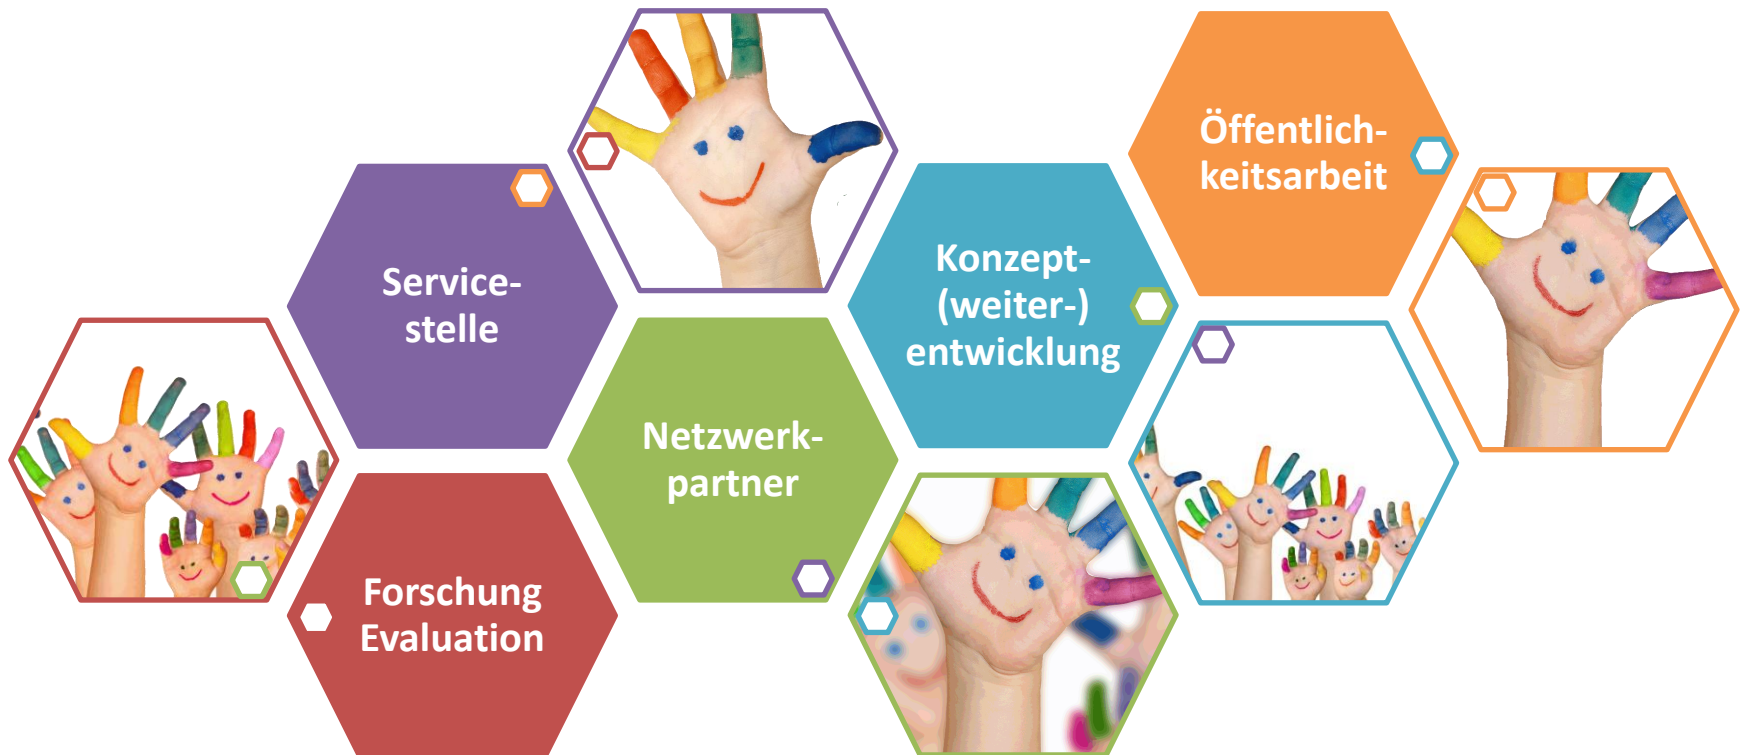 Service-
stelle
Forschung
Evaluation
Netzwerk-
partner
Konzept-
(weiter-)
entwicklung
Öffentlich-
keitsarbeit